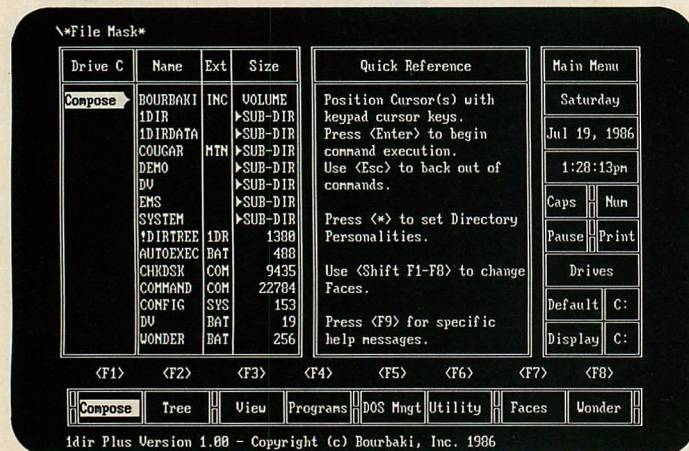 \*File Mask*
Drive C Name Ext Size
Compose BOURBAKI INC VOLUME
1DIR ►SUB-DIR
1DIRDATA ►SUB-DIR
COUGAR MTN ►SUB-DIR
DEMO ►SUB-DIR
DV ►SUB-DIR
EMS ►SUB-DIR
SYSTEM ►SUB-DIR
!DIRTREE 1DR 1380
AUTOEXEC BAT 488
CHKDSK COM 9435
COMMAND COM 22784
CONFIG SYS 153
DV BAT 19
WONDER BAT 256
Quick Reference
Position Cursor(s) with
keypad cursor keys.
Press <Enter> to begin
command execution.
Use <Esc> to back out of
commands.
Press <*> to set Directory
Personalities.
Use <Shift F1-F8> to change
Faces.
Press <F9> for specific
help messages.
Main Menu
Saturday
Jul 19, 1986
1:28:13pm
Caps Num
Pause Print
Drives
Default C:
Display C:
<F1> <F2> <F3> <F4> <F5> <F6> <F7> <F8>
Compose Tree View Programs DOS Mngt Utility Faces Wonder
1dir Plus Version 1.00 - Copyright (c) Bourbaki, Inc. 1986